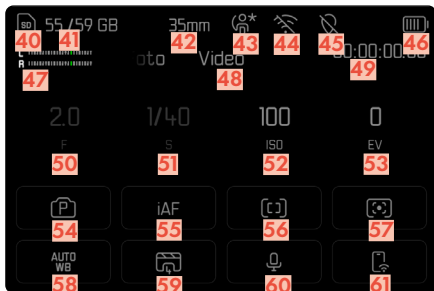 SD 55 /59 GB 35mm
40 41 42 43 44 45 46
L
R
oto Video 00:00:00.00
47 48 49
2.0 1/40 100 0
F S ISO EV
50 51 52 53
P iAF
54 55 56 57
AUTO
WB
58 59 60 61